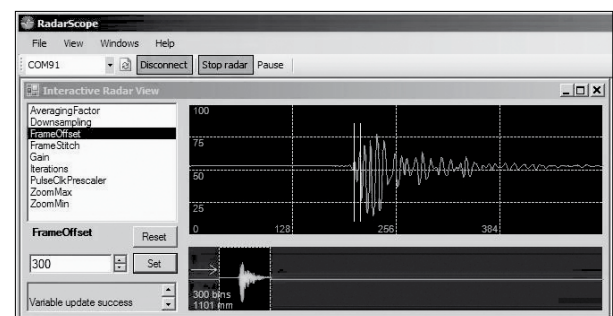 RadarScope
File View Windows Help
COM91 Disconnect Stop radar Pause
Interactive Radar View
AveragingFactor
Downsampling
FrameOffset
FrameStitch
Gain
Iterations
PulseClkPrescaler
ZoomMax
ZoomMin
FrameOffset Reset
300 Set
Variable update success
100
75
50
25
0 128 256 384
300 bins
1101 mm